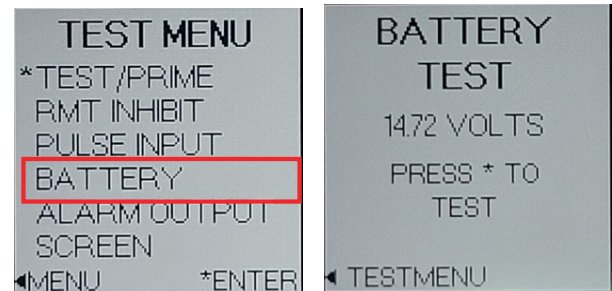 TEST MENU
*TEST/PRIME
RMT INHIBIT
PULSE INPUT
BATTERY
ALARM OUTPUT
SCREEN
◀MENU *ENTER
BATTERY
TEST
14.72 VOLTS
PRESS * TO
TEST
◀ TESTMENU